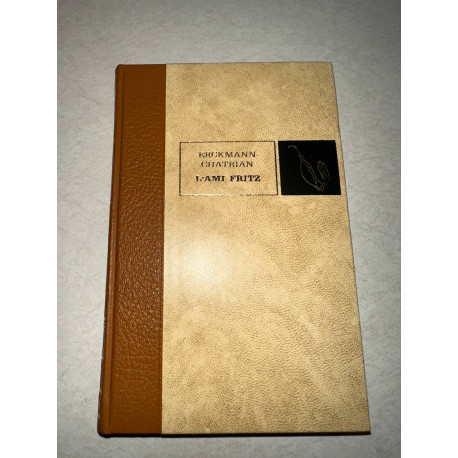 ERCKMANN-
CHATRIAN
L'AMI FRITZ